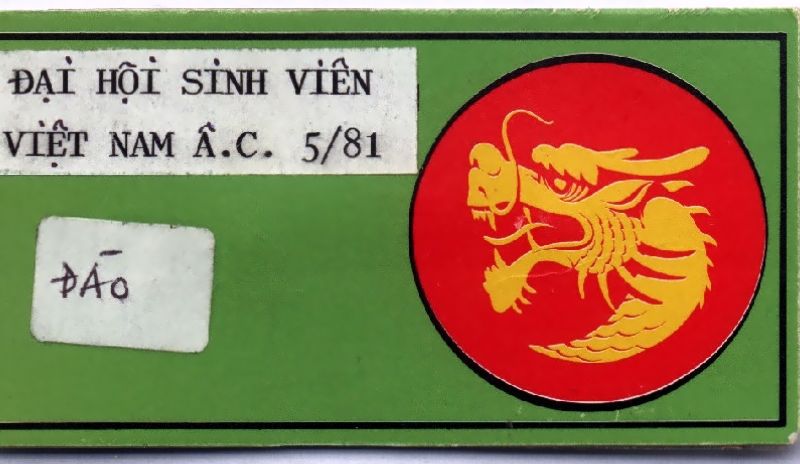 ĐẠI HỘI SINH VIÊN
VIỆT NAM Â.C. 5/81
ĐÁO